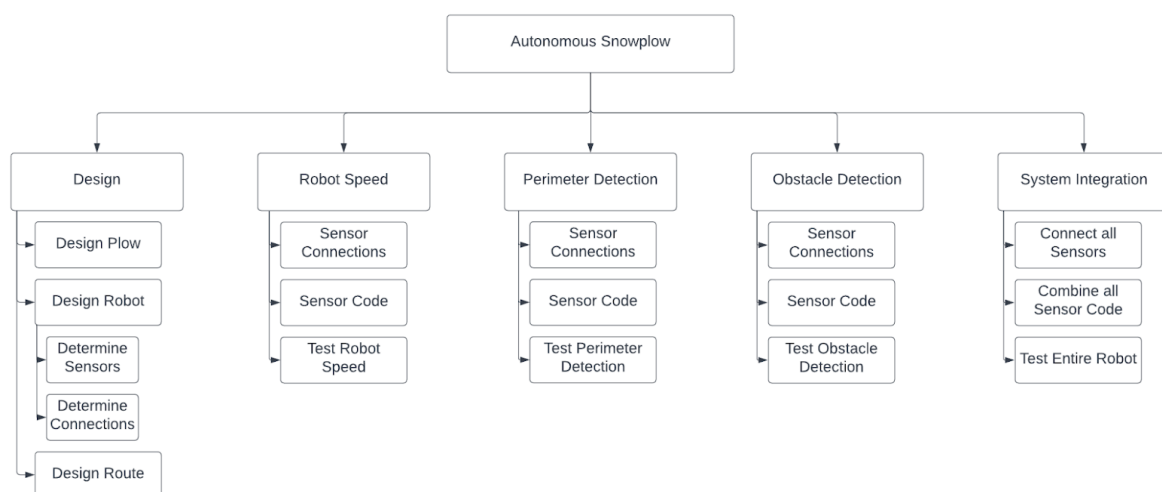 Autonomous Snowplow
Design
Robot Speed
Perimeter Detection
Obstacle Detection
System Integration
Design Plow
Design Robot
Determine
Sensors
Determine
Connections
Design Route
Sensor
Connections
Sensor Code
Test Robot
Speed
Sensor
Connections
Sensor Code
Test Perimeter
Detection
Sensor
Connections
Sensor Code
Test Obstacle
Detection
Connect all
Sensors
Combine all
Sensor Code
Test Entire Robot